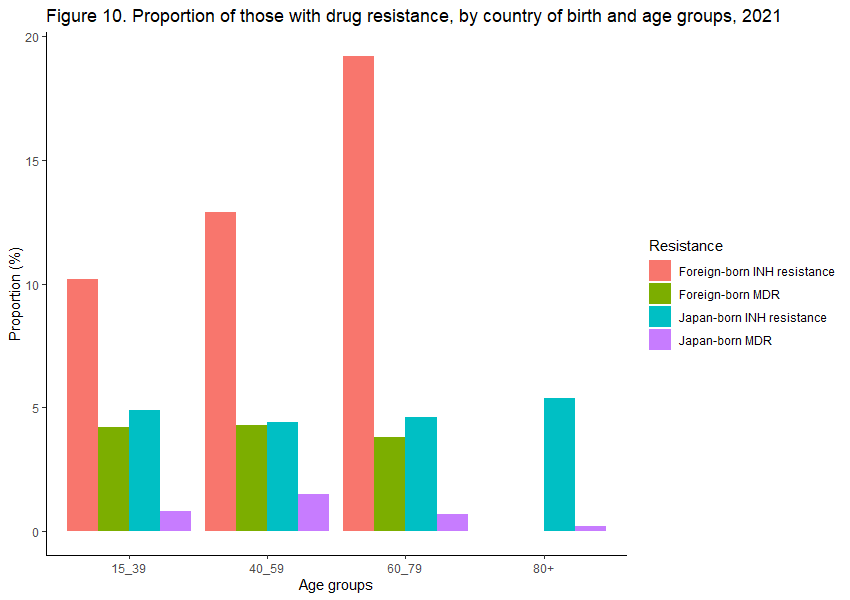 Figure 10. Proportion of those with drug resistance, by country of birth and age groups, 2021
20
15
10
5
0
Proportion (%)
15_39
40_59
60_79
80+
Age groups
Resistance
Foreign-born INH resistance
Foreign-born MDR
Japan-born INH resistance
Japan-born MDR